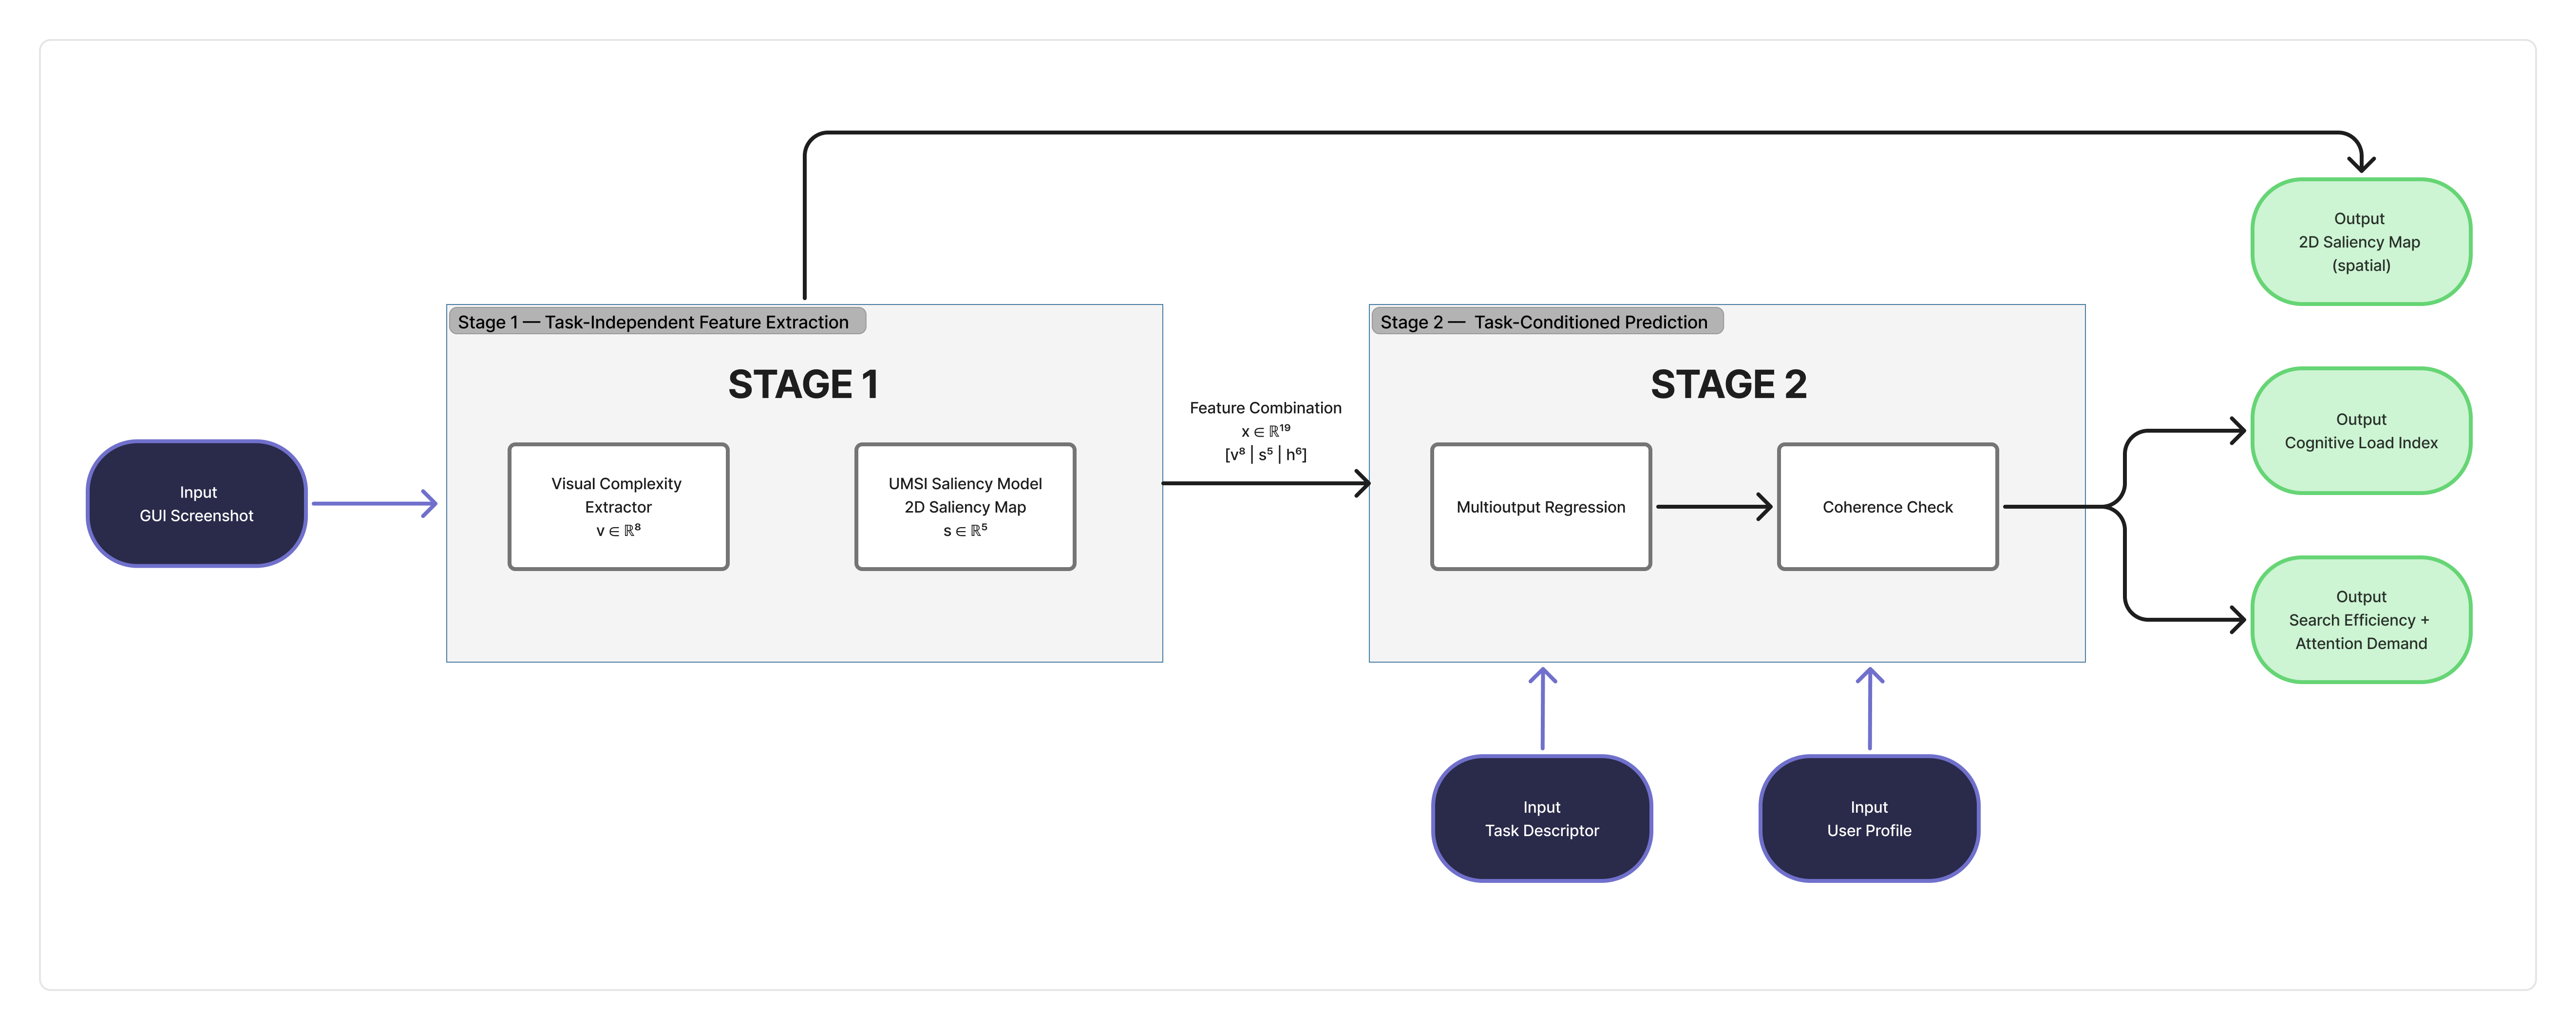 Output
2D Saliency Map
(spatial)
Stage 1 — Task-Independent Feature Extraction
STAGE 1
Input
GUI Screenshot
Visual Complexity
Extractor
v ∈ ℝ⁸
UMSI Saliency Model
2D Saliency Map
s ∈ ℝ⁵
Feature Combination
x ∈ ℝ¹⁹
[v⁸ | s⁵ | h⁶]
Stage 2 — Task-Conditioned Prediction
STAGE 2
Multioutput Regression
Coherence Check
Output
Cognitive Load Index
Output
Search Efficiency +
Attention Demand
Input
Task Descriptor
Input
User Profile